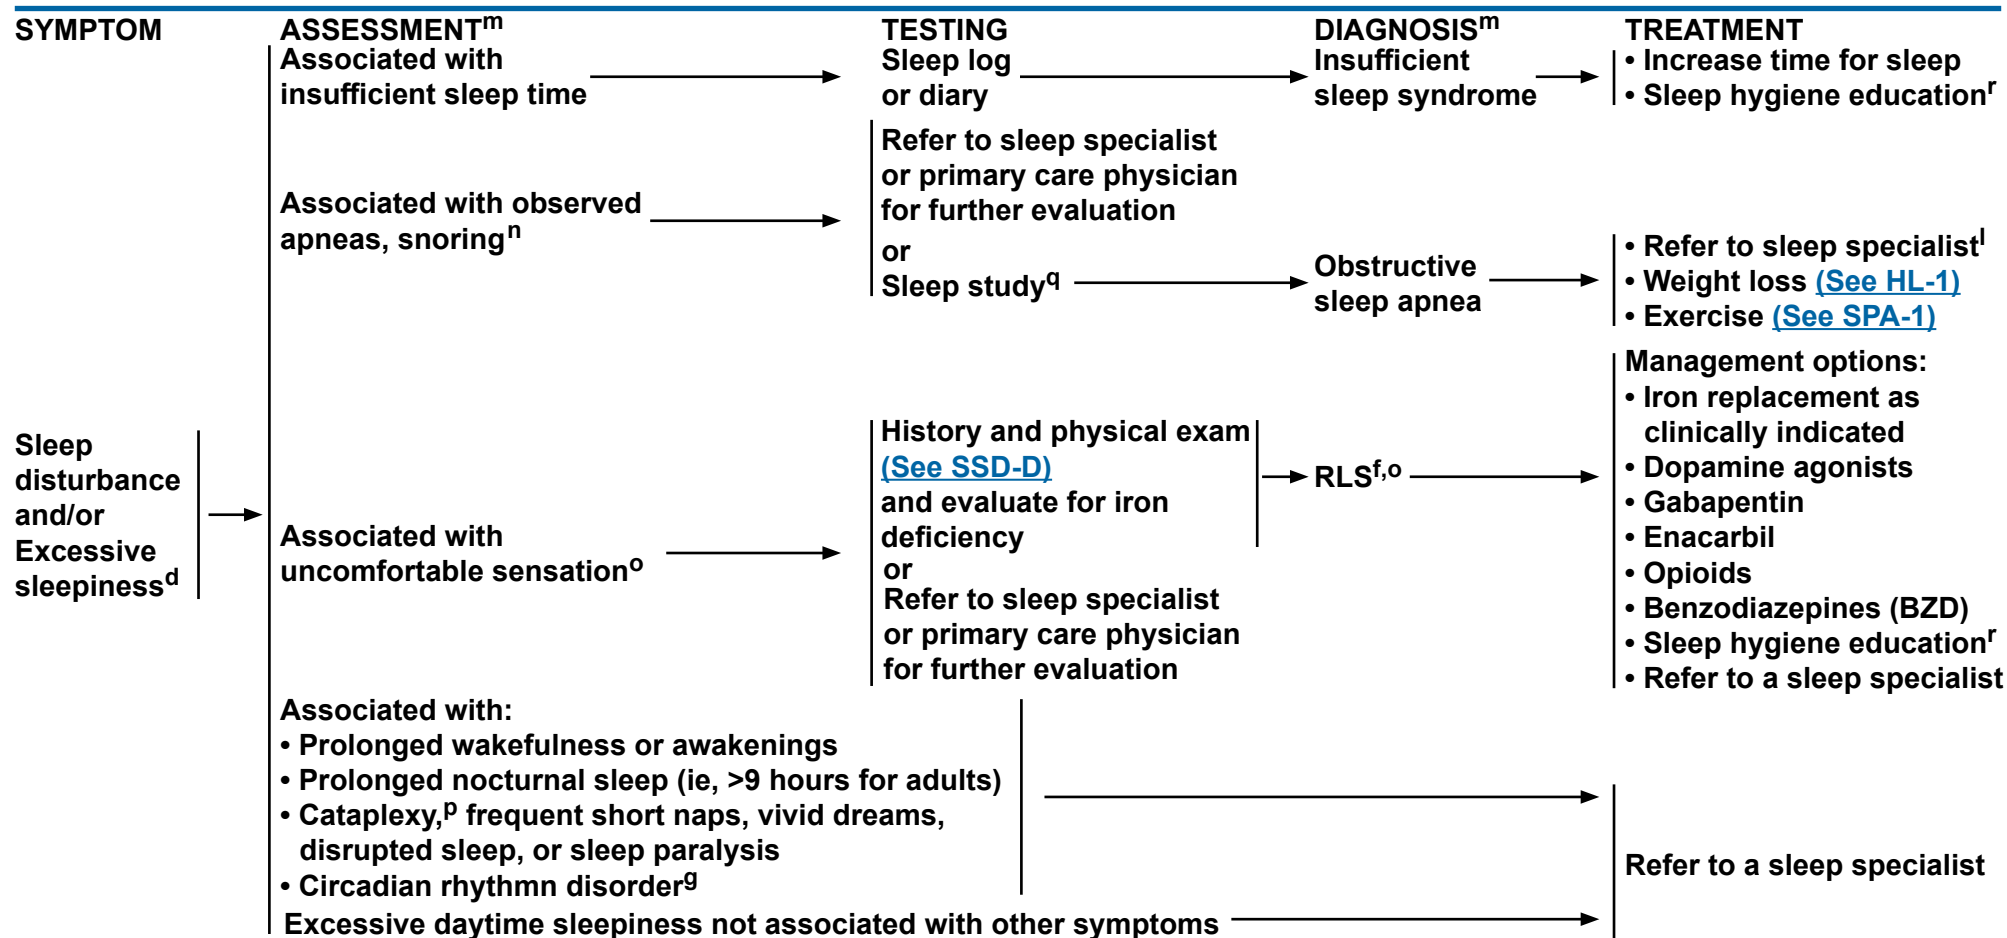 SYMPTOM
ASSESSMENTᵐ
TESTING
DIAGNOSISᵐ
TREATMENT
Associated with
insufficient sleep time
Sleep log
or diary
Insufficient
sleep syndrome
• Increase time for sleep
• Sleep hygiene educationʳ
Associated with observed
apneas, snoringⁿ
Refer to sleep specialist
or primary care physician
for further evaluation
or
Sleep study^q
Obstructive
sleep apnea
• Refer to sleep specialistˡ
• Weight loss (See HL-1)
• Exercise (See SPA-1)
Sleep
disturbance
and/or
Excessive
sleepinessᵈ
Associated with
uncomfortable sensationᵒ
History and physical exam
(See SSD-D)
and evaluate for iron
deficiency
or
Refer to sleep specialist
or primary care physician
for further evaluation
RLSᶠ,ᵒ
Management options:
• Iron replacement as
clinically indicated
• Dopamine agonists
• Gabapentin
• Enacarbil
• Opioids
• Benzodiazepines (BZD)
• Sleep hygiene educationʳ
• Refer to a sleep specialist
Associated with:
• Prolonged wakefulness or awakenings
• Prolonged nocturnal sleep (ie, >9 hours for adults)
• Cataplexy,ᵖ frequent short naps, vivid dreams,
disrupted sleep, or sleep paralysis
• Circadian rhythmn disorderᵍ
Excessive daytime sleepiness not associated with other symptoms
Refer to a sleep specialist